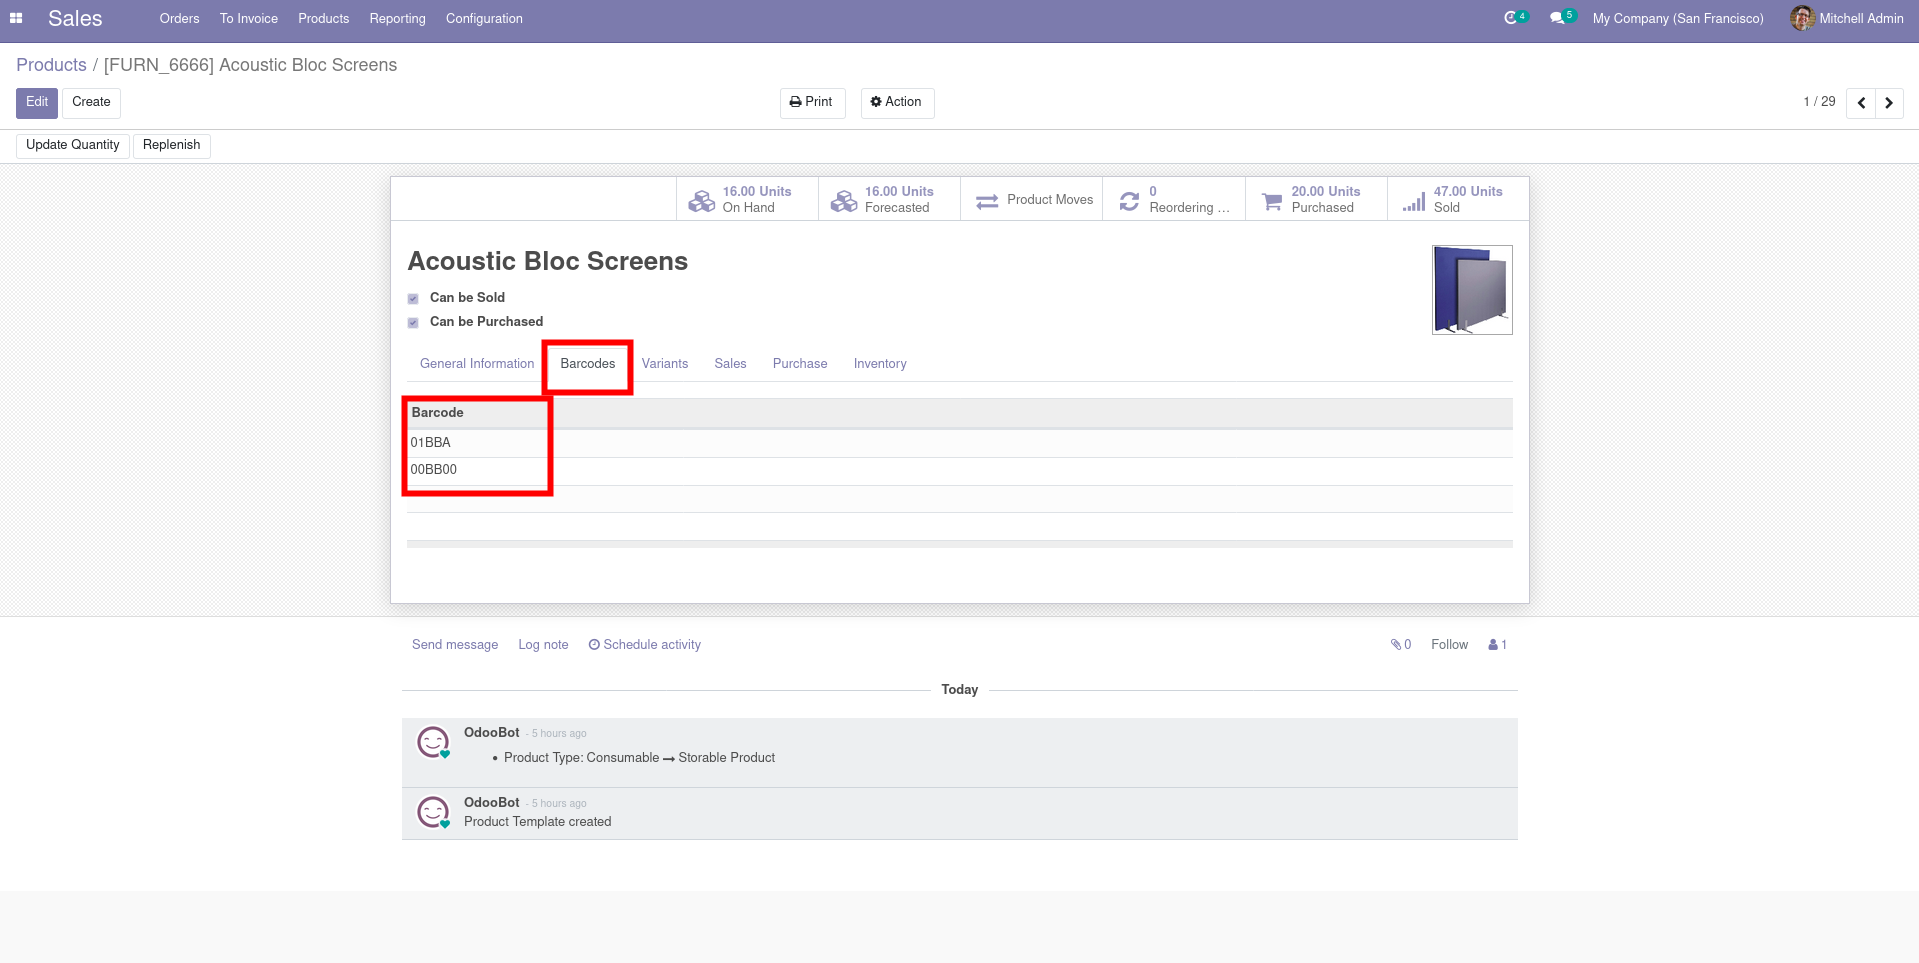 Sales Orders To Invoice Products Reporting Configuration 4 5 My Company (San Francisco) Mitchell Admin
Products / [FURN_6666] Acoustic Bloc Screens
Edit Create Print Action 1 / 29
Update Quantity Replenish
16.00 Units
On Hand
16.00 Units
Forecasted
Product Moves
0
Reordering ...
20.00 Units
Purchased
47.00 Units
Sold
Acoustic Bloc Screens
Can be Sold
Can be Purchased
General Information Barcodes Variants Sales Purchase Inventory
Barcode
01BBA
00BB00
Send message Log note Schedule activity 0 Follow 1
Today
OdooBot - 5 hours ago
• Product Type: Consumable → Storable Product
OdooBot - 5 hours ago
Product Template created